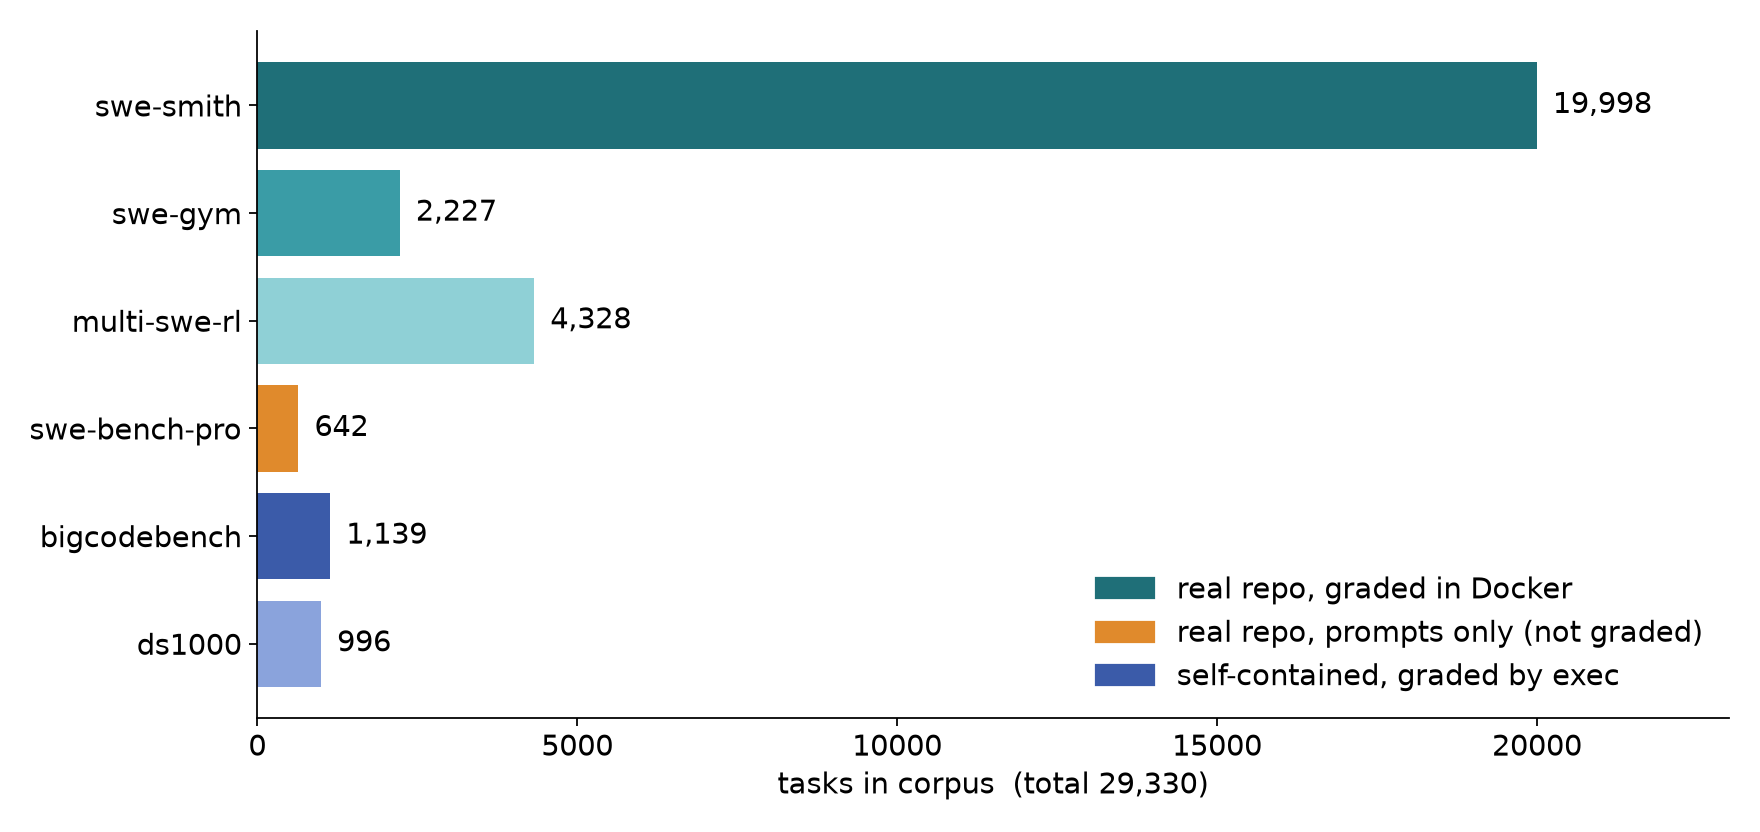 swe-smith 19,998
swe-gym 2,227
multi-swe-rl 4,328
swe-bench-pro 642
bigcodebench 1,139
ds1000 996
real repo, graded in Docker
real repo, prompts only (not graded)
self-contained, graded by exec
0 5000 10000 15000 20000
tasks in corpus  (total 29,330)